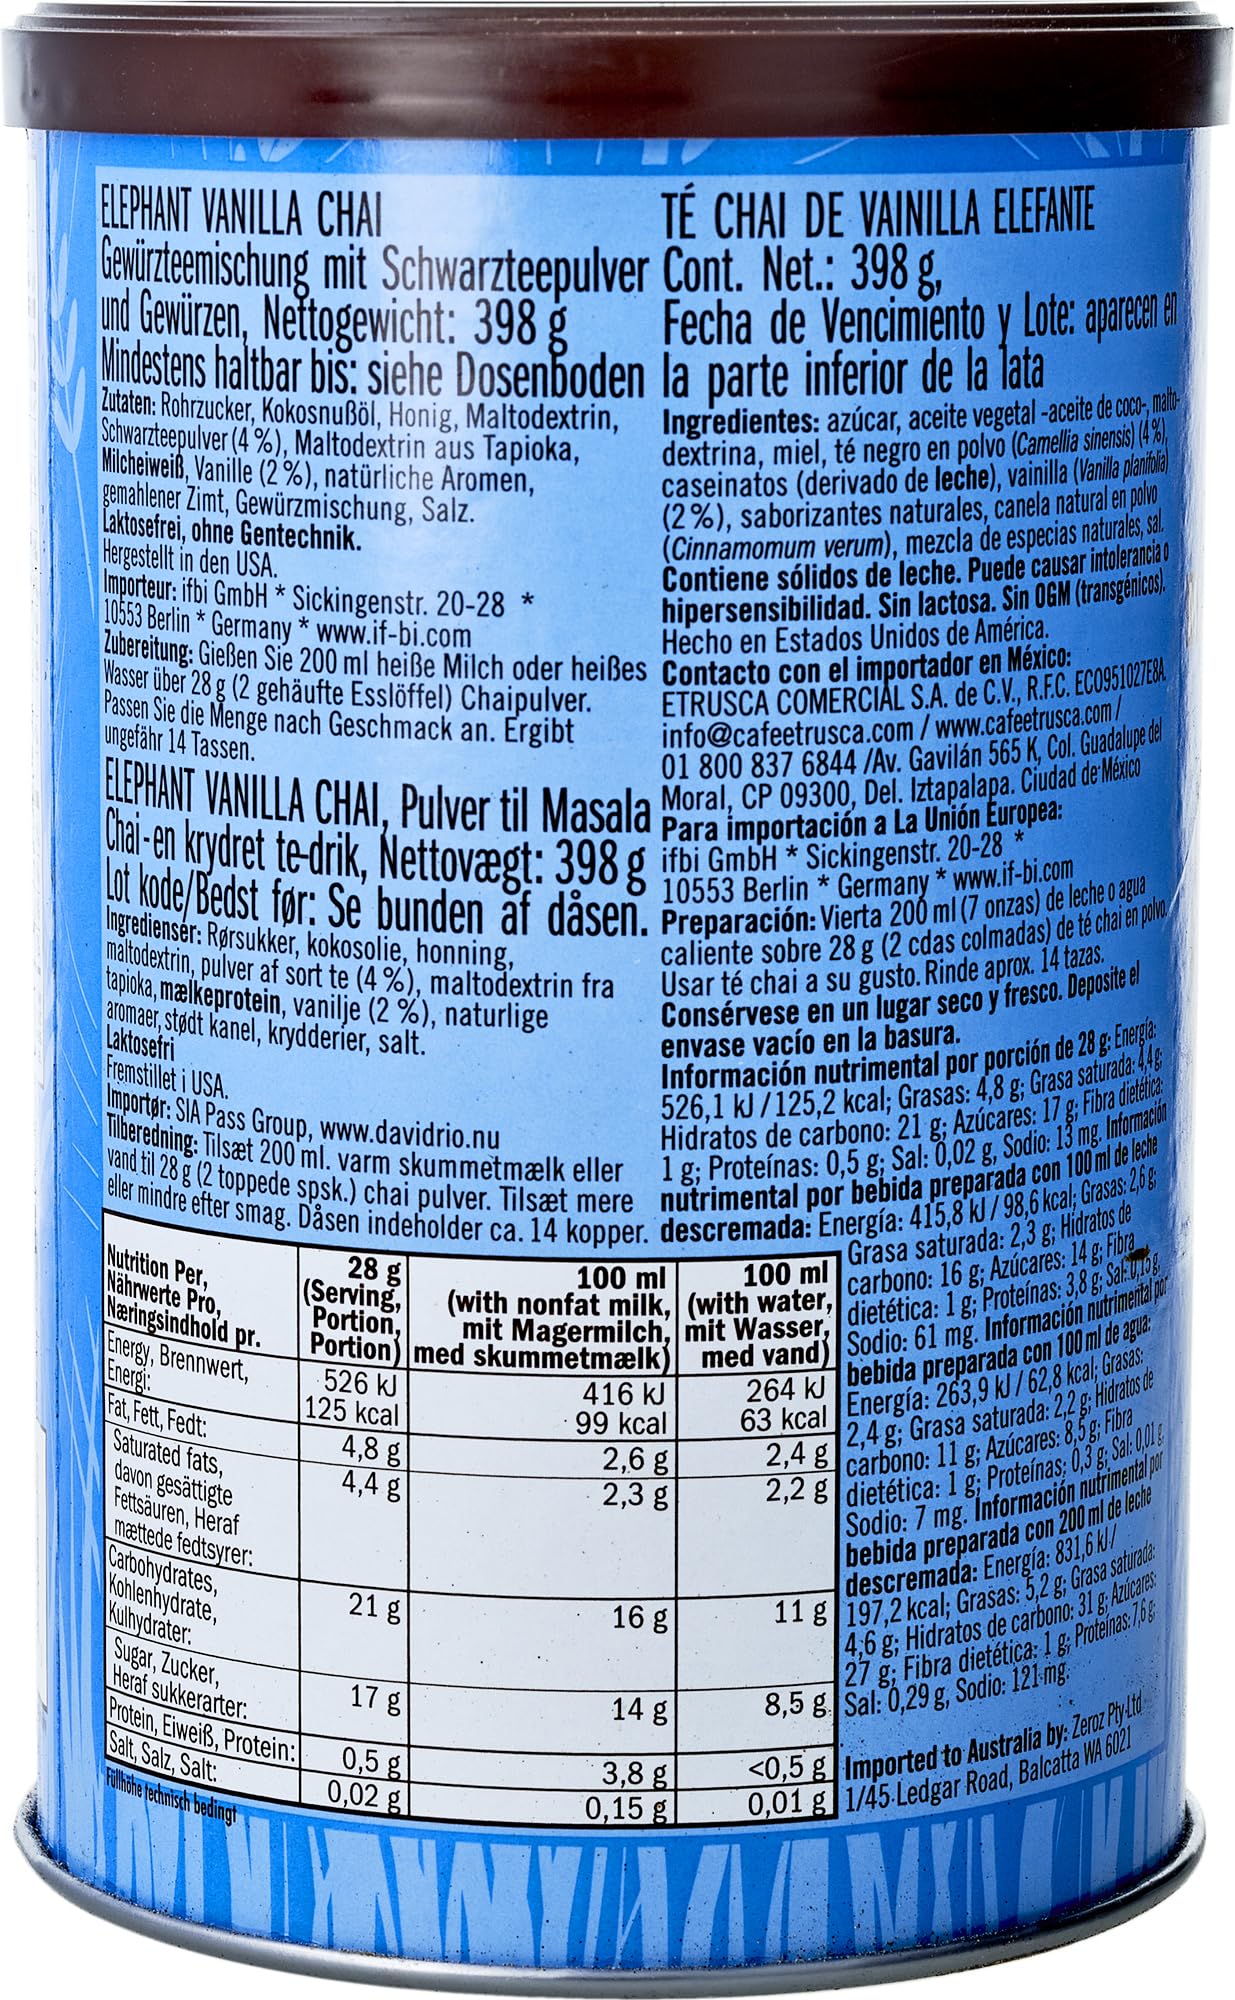 ELEPHANT VANILLA CHAI
Gewürzteemischung mit Schwarzteepulver
und Gewürzen, Nettogewicht: 398 g
Mindestens haltbar bis: siehe Dosenboden
Zutaten: Rohrzucker, Kokosnußöl, Honig, Maltodextrin,
Schwarzteepulver (4 %), Maltodextrin aus Tapioka,
Milcheiweiß, Vanille (2 %), natürliche Aromen,
gemahlener Zimt, Gewürzmischung, Salz.
Laktosefrei, ohne Gentechnik.
Hergestellt in den USA.
Importeur: ifbi GmbH * Sickingenstr. 20-28 *
10553 Berlin * Germany * www.if-bi.com
Zubereitung: Gießen Sie 200 ml heiße Milch oder heißes
Wasser über 28 g (2 gehäufte Esslöffel) Chaipulver.
Passen Sie die Menge nach Geschmack an. Ergibt
ungefähr 14 Tassen.
ELEPHANT VANILLA CHAI, Pulver til Masala
Chai-en krydret te-drik, Nettovægt: 398 g
Lot kode/Bedst før: Se bunden af dåsen.
Ingredienser: Rørsukker, kokosolie, honning,
maltodextrin, pulver af sort te (4 %), maltodextrin fra
tapioka, mælkeprotein, vanilje (2 %), naturlige
aromaer, stødt kanel, krydderier, salt.
Laktosefri
Fremstillet i USA.
Importør: SIA Pass Group, www.davidrio.nu
Tilberedning: Tilsæt 200 ml. varm skummetmælk eller
vand til 28 g (2 toppede spsk.) chai pulver. Tilsæt mere
eller mindre efter smag. Dåsen indeholder ca. 14 kopper.
Nutrition Per, Nährwerte Pro, Næringsindhold pr. 28 g (Serving, Portion, Portion) 100 ml (with nonfat milk, mit Magermilch, med skummetmælk) 100 ml (with water, mit Wasser, med vand)
Energy, Brennwert, Energi: 526 kJ 125 kcal 416 kJ 99 kcal 264 kJ 63 kcal
Fat, Fett, Fedt: 4,8 g 2,6 g 2,4 g
Saturated fats, davon gesättigte Fettsäuren, Heraf mættede fedtsyrer: 4,4 g 2,3 g 2,2 g
Carbohydrates, Kohlenhydrate, Kulhydrater: 21 g 16 g 11 g
Sugar, Zucker, Heraf sukkerarter: 17 g 14 g 8,5 g
Protein, Eiweiß, Protein: 0,5 g 3,8 g <0,5 g
Salt, Salz, Salt: 0,02 g 0,15 g 0,01 g
Füllhöhe technisch bedingt
TÉ CHAI DE VAINILLA ELEFANTE
Cont. Net.: 398 g,
Fecha de Vencimiento y Lote: aparecen en
la parte inferior de la lata
Ingredientes: azúcar, aceite vegetal -aceite de coco-, malto-
dextrina, miel, té negro en polvo (Camellia sinensis) (4 %),
caseinatos (derivado de leche), vainilla (Vanilla planifolia)
(2 %), saborizantes naturales, canela natural en polvo
(Cinnamomum verum), mezcla de especias naturales, sal.
Contiene sólidos de leche. Puede causar intolerancia o
hipersensibilidad. Sin lactosa. Sin OGM (transgénicos).
Hecho en Estados Unidos de América.
Contacto con el importador en México:
ETRUSCA COMERCIAL S.A. de C.V., R.F.C. ECO951027E8A
info@cafeetrusca.com / www.cafeetrusca.com /
01 800 837 6844 /Av. Gavilán 565 K, Col. Guadalupe del
Moral, CP 09300, Del. Iztapalapa. Ciudad de México
Para importación a La Unión Europea:
ifbi GmbH * Sickingenstr. 20-28 *
10553 Berlin * Germany * www.if-bi.com
Preparación: Vierta 200 ml (7 onzas) de leche o agua
caliente sobre 28 g (2 cdas colmadas) de té chai en polvo.
Usar té chai a su gusto. Rinde aprox. 14 tazas.
Consérvese en un lugar seco y fresco. Deposite el
envase vacío en la basura.
Información nutrimental por porción de 28 g: Energía:
526,1 kJ / 125,2 kcal; Grasas: 4,8 g; Grasa saturada: 4,4 g;
Hidratos de carbono: 21 g; Azúcares: 17 g; Fibra dietética:
1 g; Proteínas: 0,5 g; Sal: 0,02 g, Sodio: 13 mg. Información
nutrimental por bebida preparada con 100 ml de leche
descremada: Energía: 415,8 kJ / 98,6 kcal; Grasas: 2,6 g;
Grasa saturada: 2,3 g; Hidratos de
carbono: 16 g; Azúcares: 14 g; Fibra
dietética: 1 g; Proteínas: 3,8 g; Sal: 0,15 g,
Sodio: 61 mg. Información nutrimental por
bebida preparada con 100 ml de agua:
Energía: 263,9 kJ / 62,8 kcal; Grasas:
2,4 g; Grasa saturada: 2,2 g; Hidratos de
carbono: 11 g; Azúcares: 8,5 g; Fibra
dietética: 1 g; Proteínas: 0,3 g; Sal: 0,01 g,
Sodio: 7 mg. Información nutrimental por
bebida preparada con 200 ml de leche
descremada: Energía: 831,6 kJ /
197,2 kcal; Grasas: 5,2 g; Grasa saturada:
4,6 g; Hidratos de carbono: 31 g; Azúcares:
27 g; Fibra dietética: 1 g; Proteínas: 7,6 g;
Sal: 0,29 g, Sodio: 121 mg.
Imported to Australia by: Zeroz Pty Ltd
1/45 Ledgar Road, Balcatta WA 6021